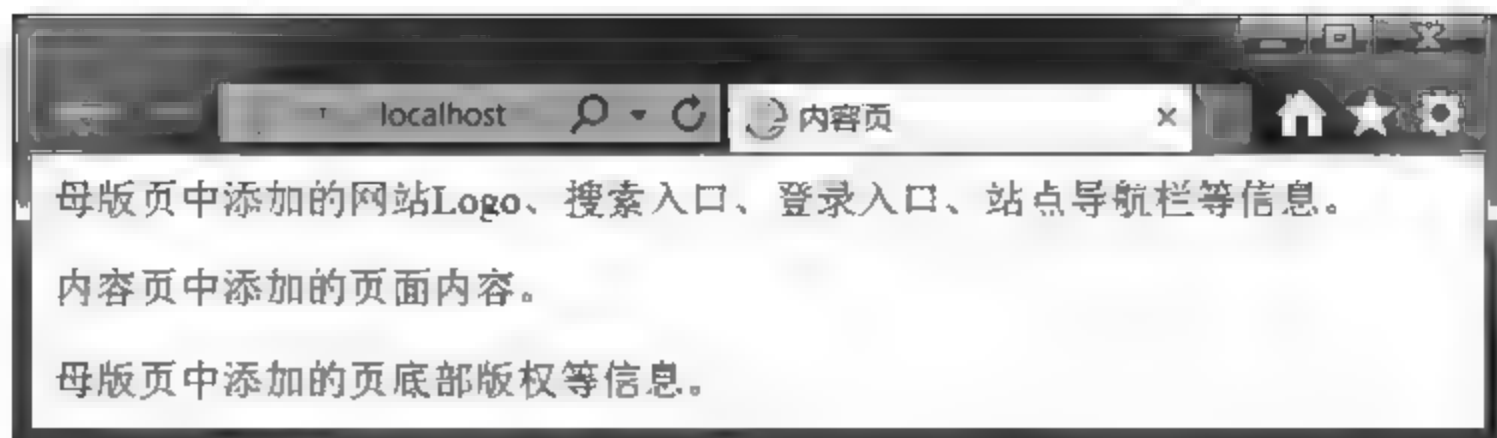 localhost
内容页
母版页中添加的网站Logo、搜索入口、登录入口、站点导航栏等信息。
内容页中添加的页面内容。
母版页中添加的页底部版权等信息。